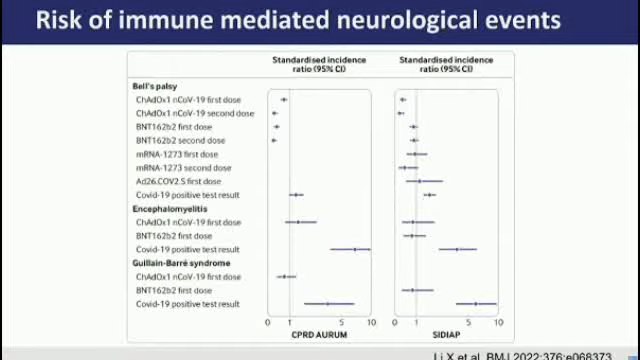 Risk of immune mediated neurological events
Standardised incidence ratio (95% CI)
Standardised incidence ratio (95% CI)
Bell's palsy
ChAdOx1 nCoV-19 first dose
ChAdOx1 nCoV-19 second dose
BNT162b2 first dose
BNT162b2 second dose
mRNA-1273 first dose
mRNA-1273 second dose
Ad26.COV2.S first dose
Covid-19 positive test result
Encephalomyelitis
ChAdOx1 nCoV-19 first dose
BNT162b2 first dose
Covid-19 positive test result
Guillain-Barré syndrome
ChAdOx1 nCoV-19 first dose
BNT162b2 first dose
Covid-19 positive test result
0 1 5 10
0 1 5 10
CPRD AURUM
SIDIAP
Li X et al. BMJ 2022;376:e068373